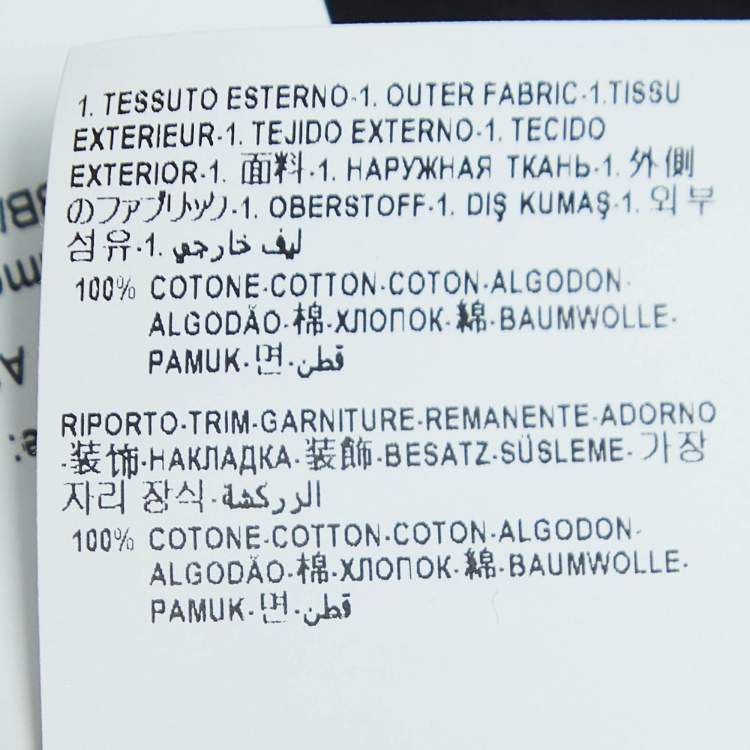 1. TESSUTO ESTERNO·1. OUTER FABRIC·1.TISSU
EXTERIEUR·1. TEJIDO EXTERNO·1. TECIDO
EXTERIOR·1. 面料·1. НАРУЖНАЯ ТКАНЬ·1. 外側
のファブリック·1. OBERSTOFF·1. DIŞ KUMAŞ·1. 외부
섬유·1. ليف خارجي
100% COTONE·COTTON·COTON·ALGODON·
ALGODÃO·棉·ХЛОПОК·綿·BAUMWOLLE·
PAMUK·면·قطن
RIPORTO·TRIM·GARNITURE·REMANENTE·ADORNO
·装饰·НАКЛАДКА·装飾·BESATZ·SÜSLEME·가장
자리 장식·الزركشة
100% COTONE·COTTON·COTON·ALGODON·
ALGODÃO·棉·ХЛОПОК·綿·BAUMWOLLE·
PAMUK·면·قطن